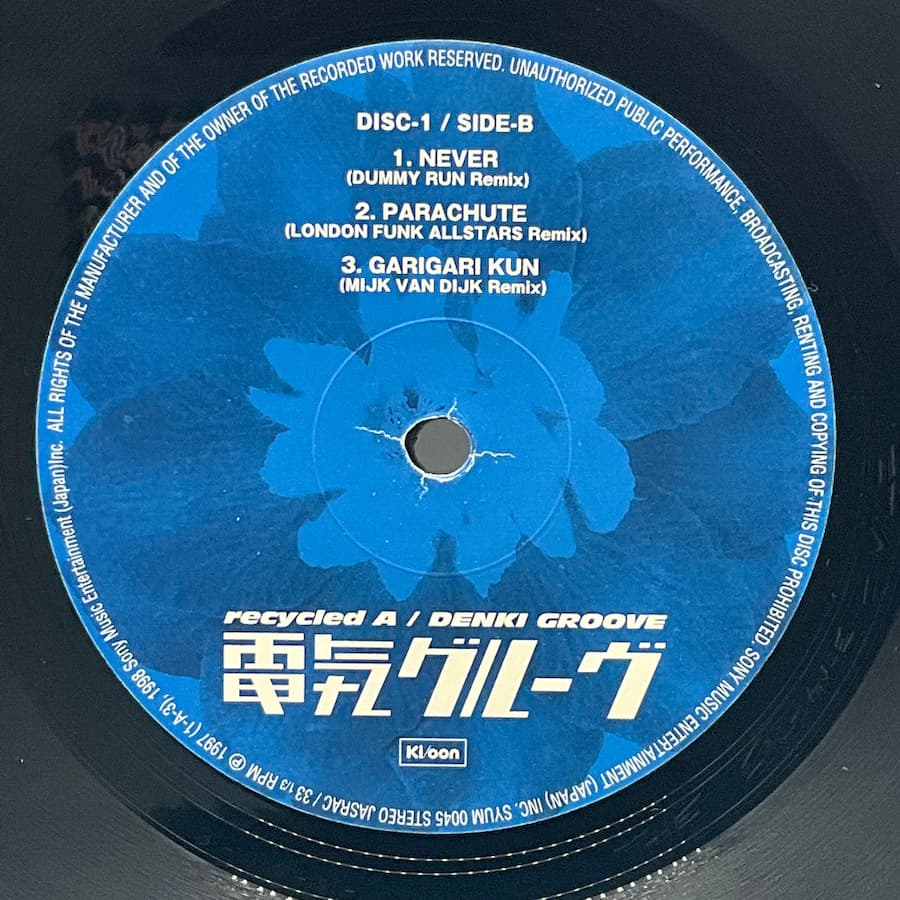 DISC-1 / SIDE-B
1. NEVER
(DUMMY RUN Remix)
2. PARACHUTE
(LONDON FUNK ALLSTARS Remix)
3. GARIGARI KUN
(MIJK VAN DIJK Remix)
recycled A / DENKI GROOVE
電気グルーヴ
Ki/oon
ALL RIGHTS OF THE MANUFACTURER AND OF THE OWNER OF THE RECORDED WORK RESERVED. UNAUTHORIZED PUBLIC PERFORMANCE, BROADCASTING, RENTING AND COPYING OF THIS DISC PROHIBITED. SONY MUSIC ENTERTAINMENT (JAPAN) INC. SYUM 0045 STEREO JASRAC / 33 1/3 RPM ℗ 1997 (1-A-3), 1998 Sony Music Entertainment (Japan)Inc.